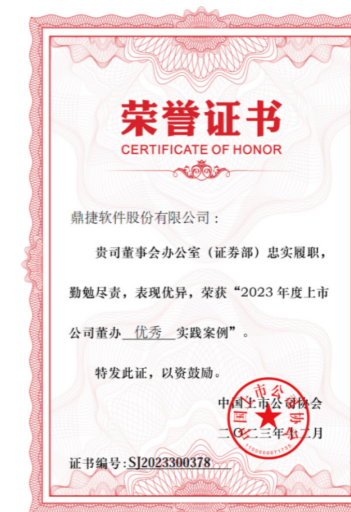 荣誉证书
CERTIFICATE OF HONOR
鼎捷软件股份有限公司：
贵司董事会办公室（证券部）忠实履职，
勤勉尽责，表现优异，荣获“2023 年度上市
公司董办 优秀 实践案例”。
特发此证，以资鼓励。
中国上市公司协会
二〇二三年十二月
证书编号:SJ2023300378